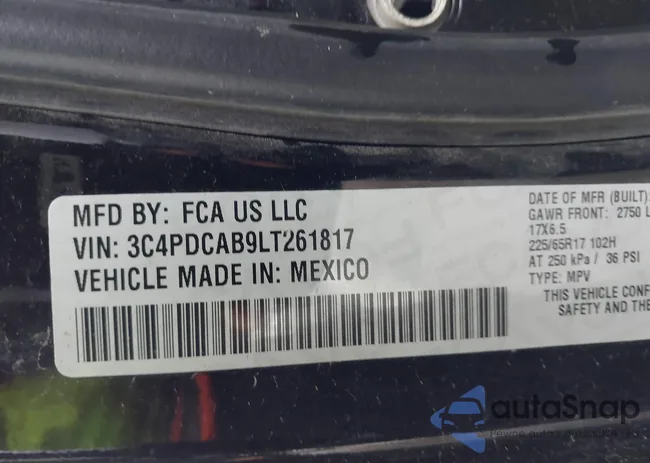 MFD BY: FCA US LLC
VIN: 3C4PDCAB9LT261817
VEHICLE MADE IN: MEXICO
DATE OF MFR (BUILT)
GAWR FRONT: 2750 L
17X6.5
225/65R17 102H
AT 250 kPa / 36 PSI
TYPE: MPV
THIS VEHICLE CONF
SAFETY AND THE
autaSnap